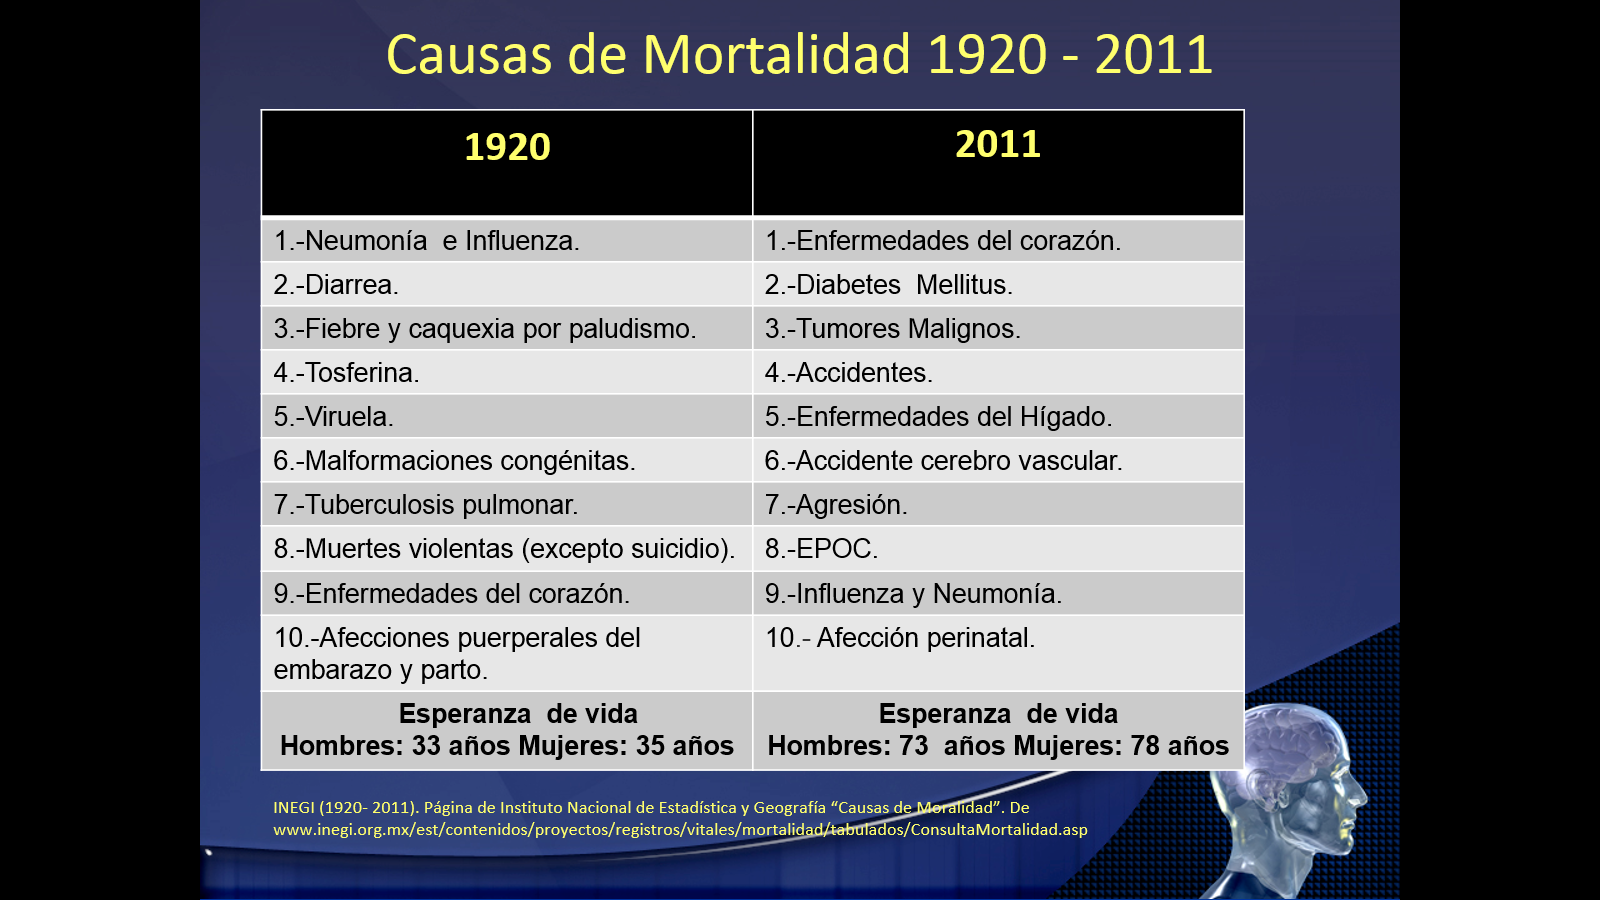 Causas de Mortalidad 1920 - 2011
1920
2011
1.-Neumonía e Influenza.
1.-Enfermedades del corazón.
2.-Diarrea.
2.-Diabetes Mellitus.
3.-Fiebre y caquexia por paludismo.
3.-Tumores Malignos.
4.-Tosferina.
4.-Accidentes.
5.-Viruela.
5.-Enfermedades del Hígado.
6.-Malformaciones congénitas.
6.-Accidente cerebro vascular.
7.-Tuberculosis pulmonar.
7.-Agresión.
8.-Muertes violentas (excepto suicidio).
8.-EPOC.
9.-Enfermedades del corazón.
9.-Influenza y Neumonía.
10.-Afecciones puerperales del
embarazo y parto.
10.- Afección perinatal.
Esperanza de vida
Hombres: 33 años Mujeres: 35 años
Esperanza de vida
Hombres: 73 años Mujeres: 78 años
INEGI (1920- 2011). Página de Instituto Nacional de Estadística y Geografía “Causas de Moralidad”. De
www.inegi.org.mx/est/contenidos/proyectos/registros/vitales/mortalidad/tabulados/ConsultaMortalidad.asp